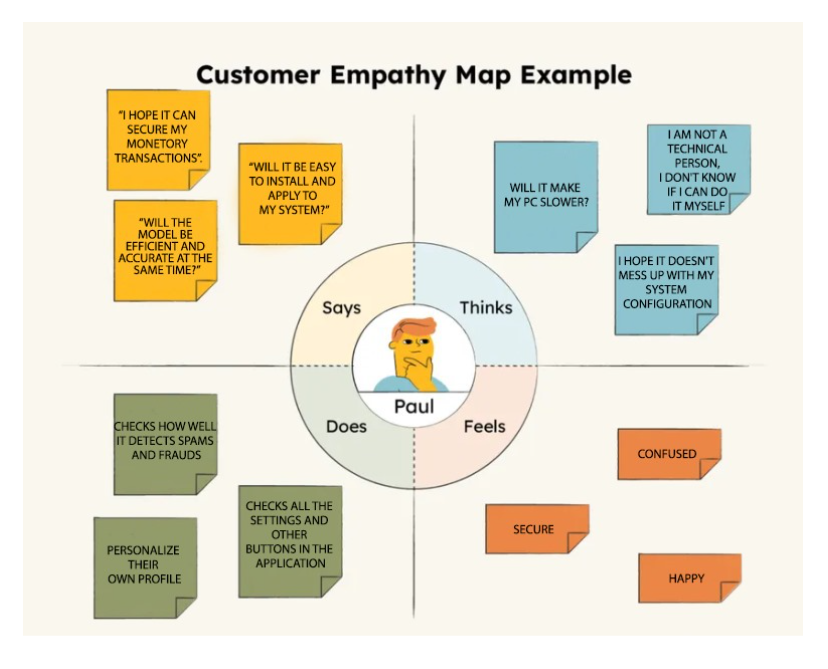 Customer Empathy Map Example
“I HOPE IT CAN
SECURE MY
MONETORY
TRANSACTIONS”.
“WILL IT BE EASY
TO INSTALL AND
APPLY TO
MY SYSTEM?”
“WILL THE
MODEL BE
EFFICIENT AND
ACCURATE AT THE
SAME TIME?”
WILL IT MAKE
MY PC SLOWER?
I AM NOT A
TECHNICAL
PERSON,
I DON'T KNOW
IF I CAN DO
IT MYSELF
I HOPE IT DOESN'T
MESS UP WITH MY
SYSTEM
CONFIGURATION
Says
Thinks
Paul
Does
Feels
CHECKS HOW WELL
IT DETECTS SPAMS
AND FRAUDS
CHECKS ALL THE
SETTINGS AND
OTHER
BUTTONS IN THE
APPLICATION
PERSONALIZE
THEIR
OWN PROFILE
CONFUSED
SECURE
HAPPY